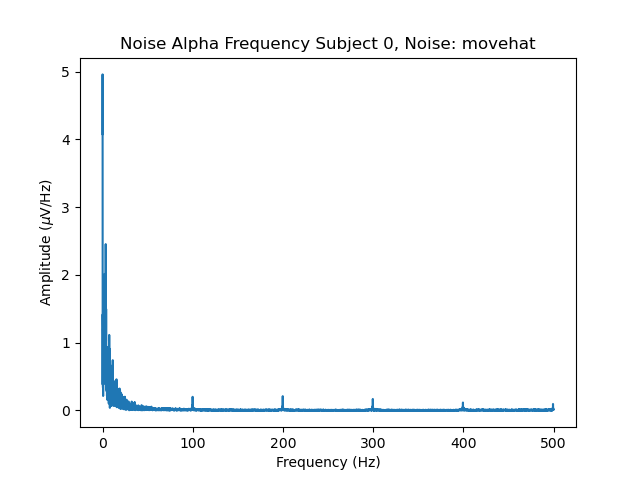 Noise Alpha Frequency Subject 0, Noise: movehat
5
4
3
2
1
0
Amplitude (μV/Hz)
0 100 200 300 400 500
Frequency (Hz)